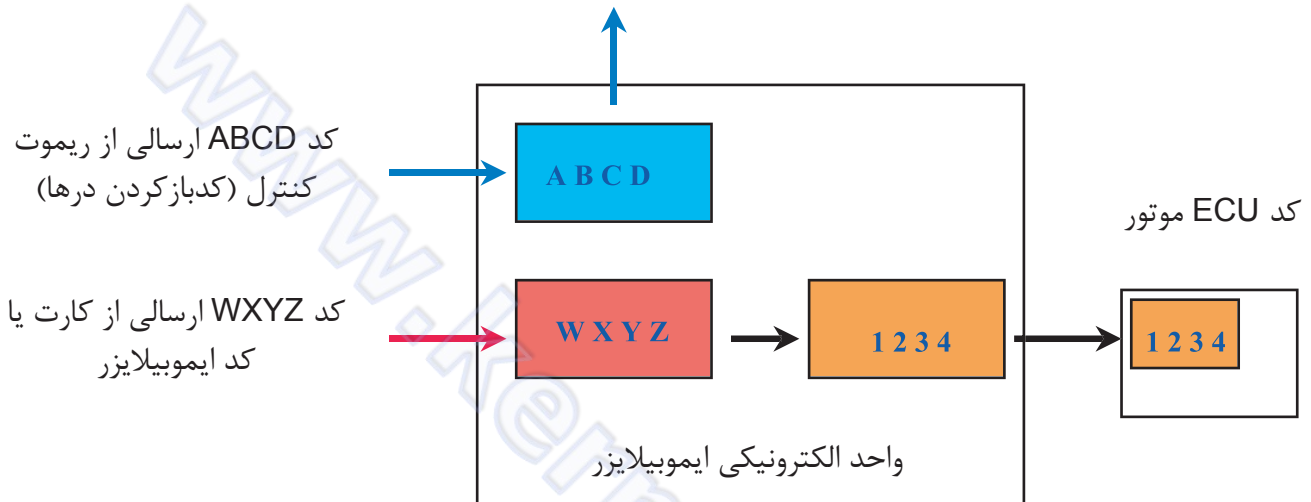 کد ABCD ارسالی از ریموت
کنترل (کدبازکردن درها)
A B C D
کد ECU موتور
کد WXYZ ارسالی از کارت یا
کد ایموبیلایزر
W X Y Z
1 2 3 4
1 2 3 4
واحد الکترونیکی ایموبیلایزر